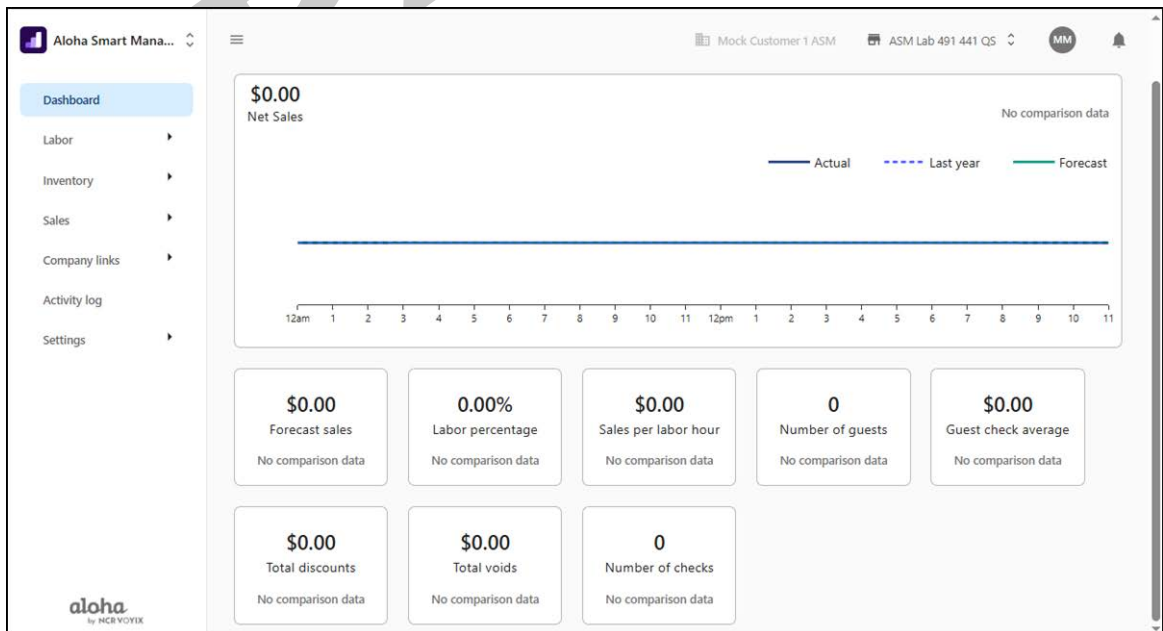 Aloha Smart Mana...
Mock Customer 1 ASM
ASM Lab 491 441 QS
MM
Dashboard
Labor
Inventory
Sales
Company links
Activity log
Settings
aloha
by NCR VOYIX
$0.00
Net Sales
No comparison data
Actual
Last year
Forecast
12am 1 2 3 4 5 6 7 8 9 10 11 12pm 1 2 3 4 5 6 7 8 9 10 11
$0.00
Forecast sales
No comparison data
0.00%
Labor percentage
No comparison data
$0.00
Sales per labor hour
No comparison data
0
Number of guests
No comparison data
$0.00
Guest check average
No comparison data
$0.00
Total discounts
No comparison data
$0.00
Total voids
No comparison data
0
Number of checks
No comparison data